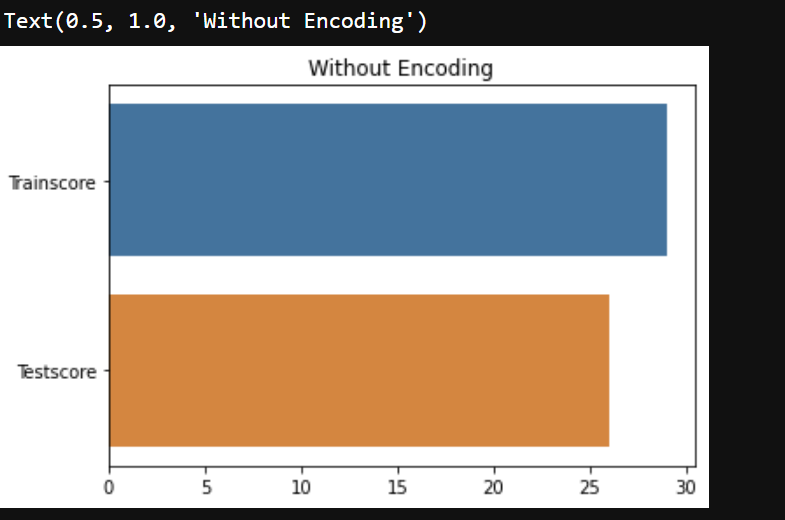 Text(0.5, 1.0, 'Without Encoding')
Without Encoding
Trainscore
Testscore
0 5 10 15 20 25 30